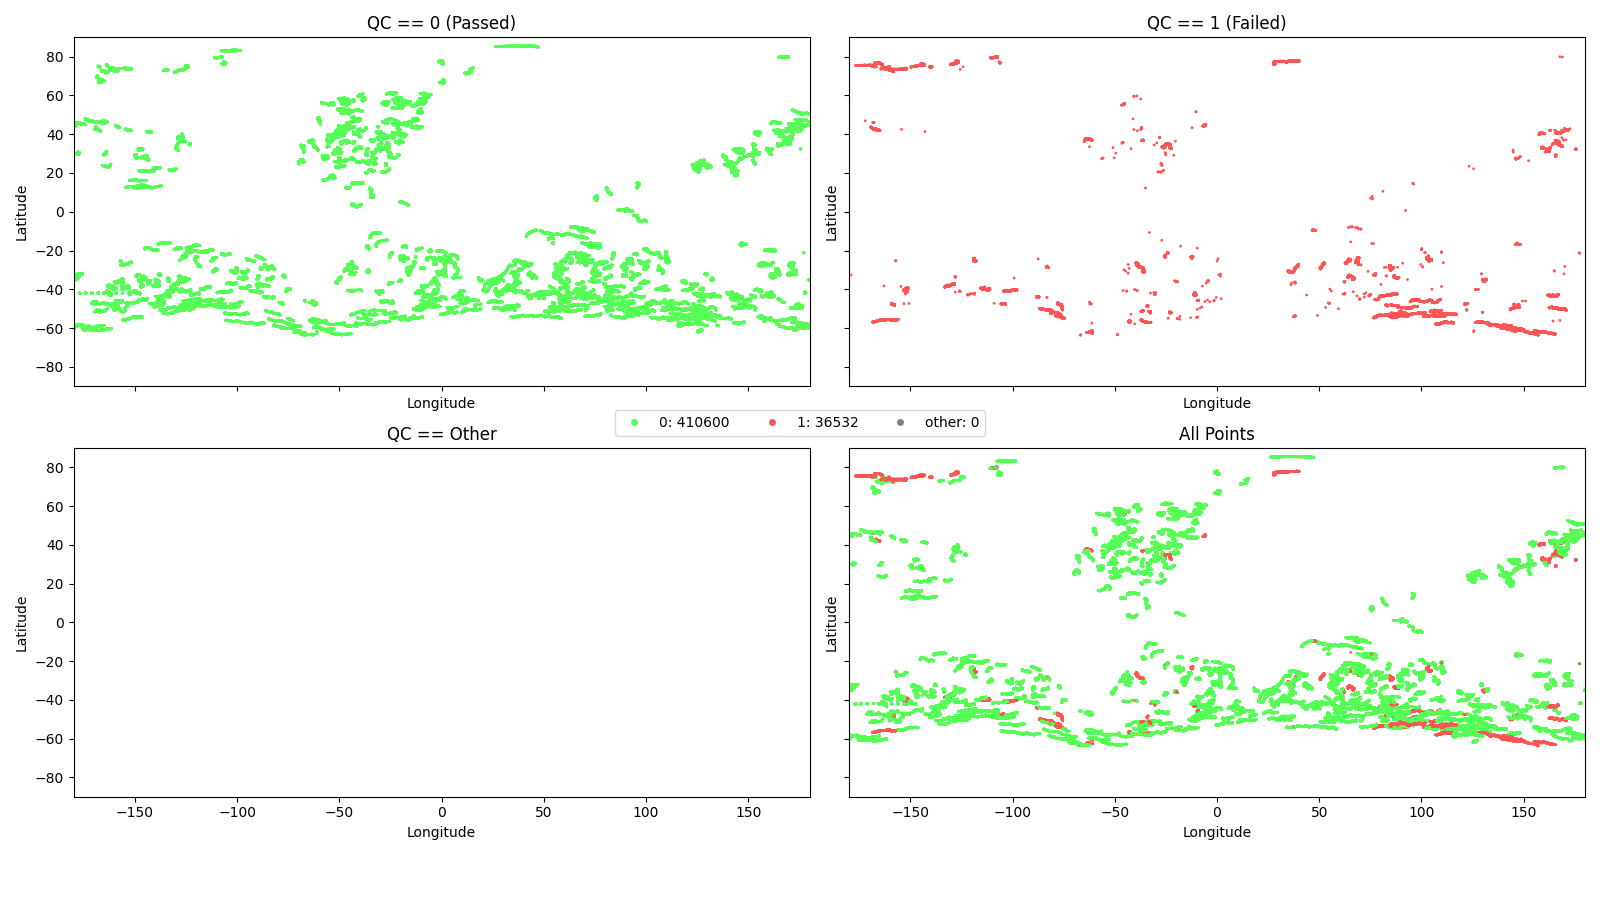 QC == 0 (Passed)
QC == 1 (Failed)
80
60
40
20
0
−20
−40
−60
−80
Latitude
Latitude
Longitude
Longitude
0: 410600
1: 36532
other: 0
QC == Other
All Points
80
60
40
20
0
−20
−40
−60
−80
Latitude
Latitude
−150
−100
−50
0
50
100
150
−150
−100
−50
0
50
100
150
Longitude
Longitude